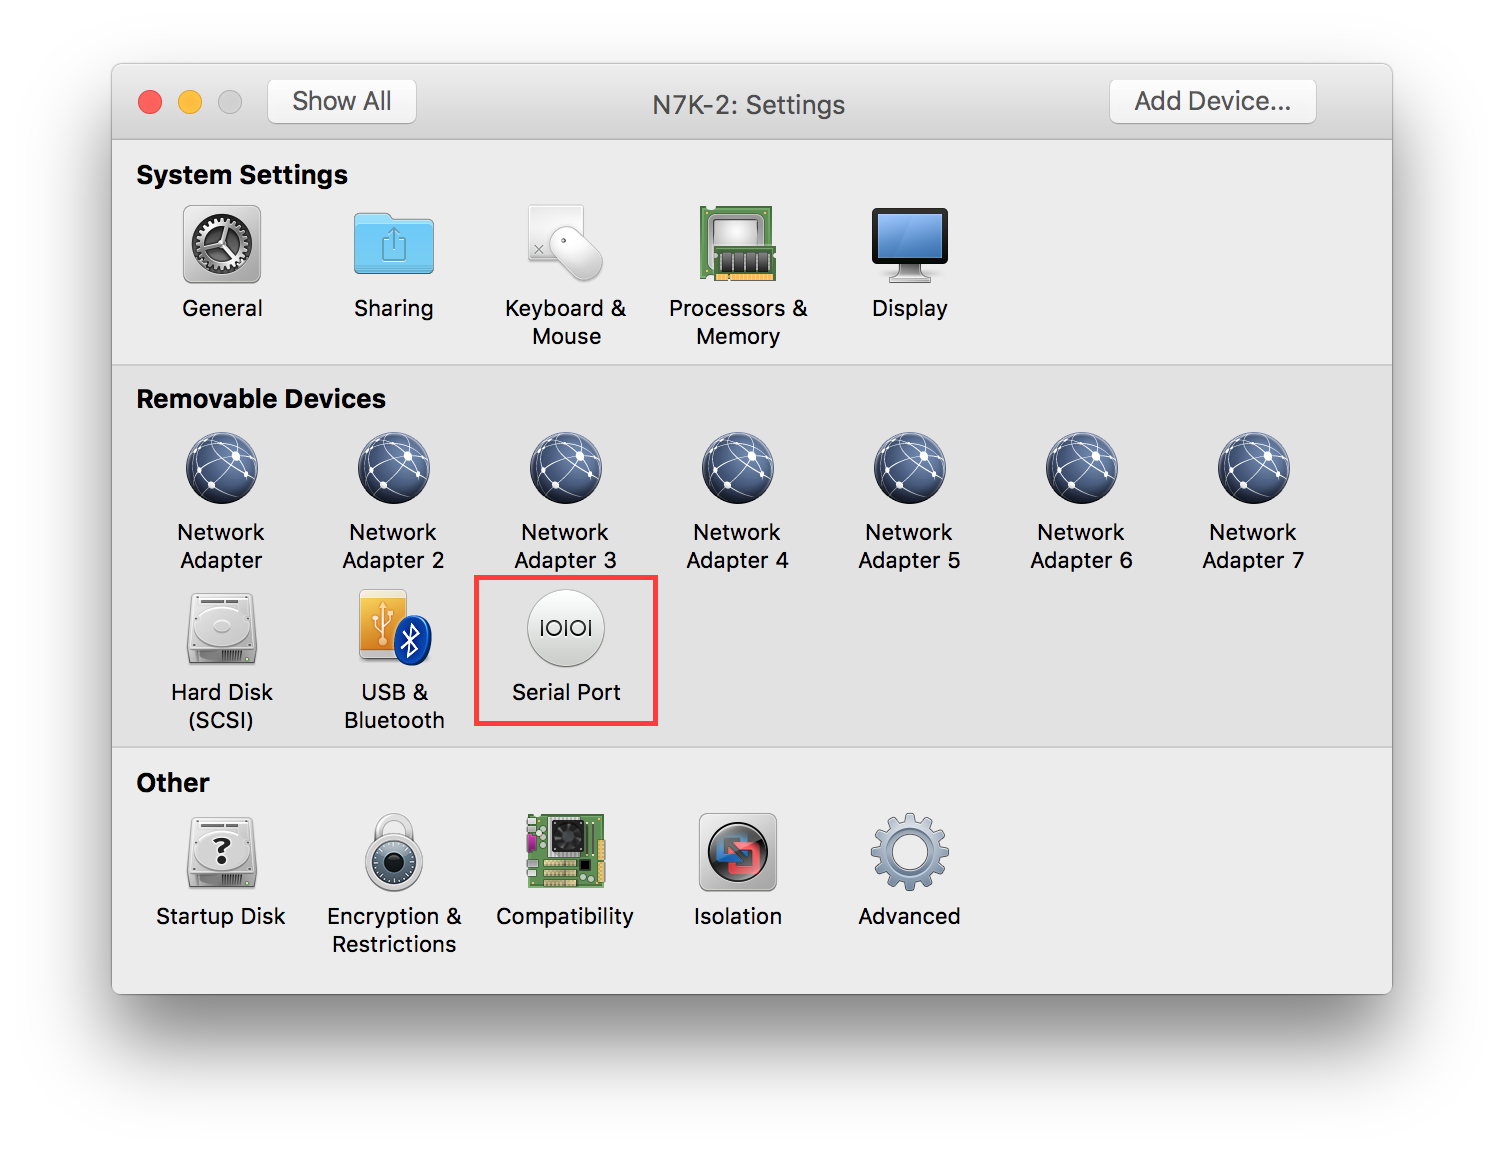 Show All
N7K-2: Settings
Add Device...
System Settings
General
Sharing
Keyboard &
Mouse
Processors &
Memory
Display
Removable Devices
Network
Adapter
Network
Adapter 2
Network
Adapter 3
Network
Adapter 4
Network
Adapter 5
Network
Adapter 6
Network
Adapter 7
Hard Disk
(SCSI)
USB &
Bluetooth
10101
Serial Port
Other
?
Startup Disk
Encryption &
Restrictions
Compatibility
Isolation
Advanced